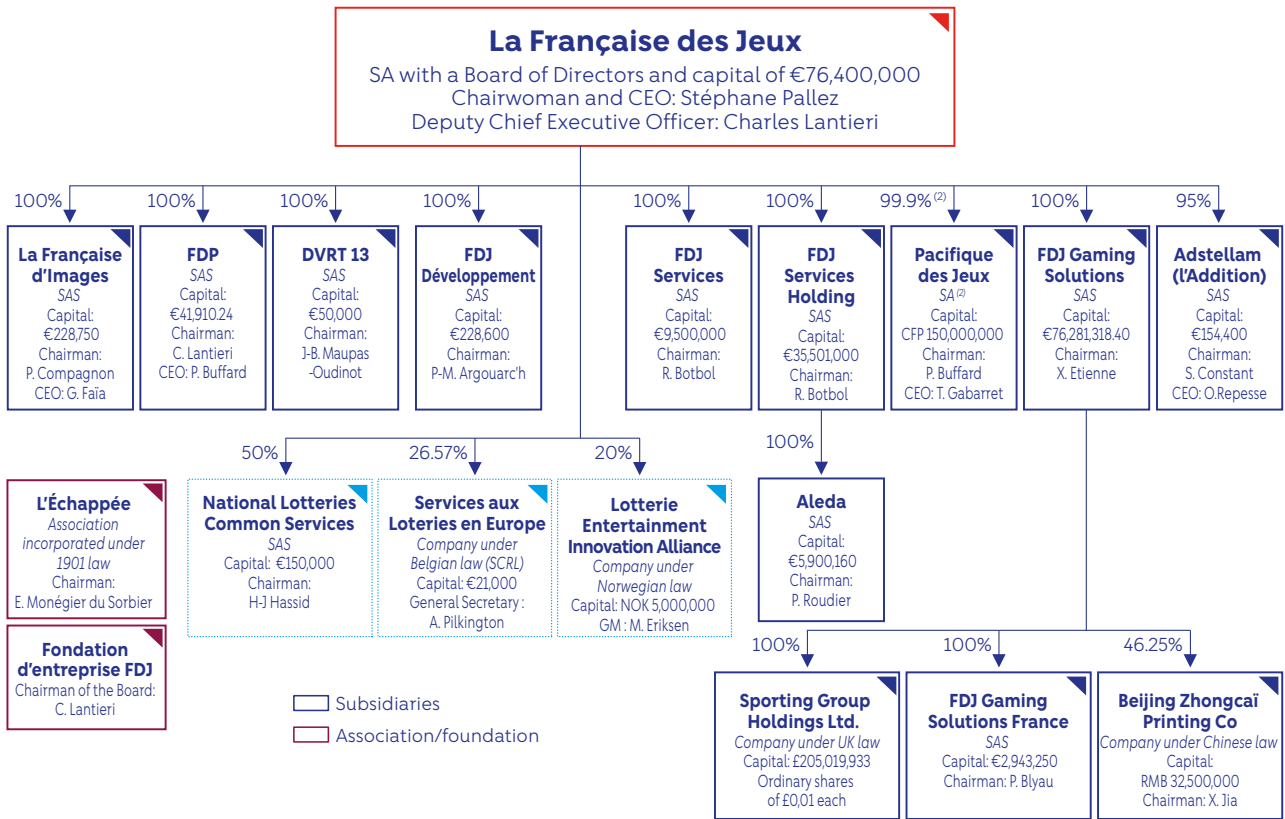 La Française des Jeux
SA with a Board of Directors and capital of €76,400,000
Chairwoman and CEO: Stéphane Pallez
Deputy Chief Executive Officer: Charles Lantieri
100%
La Française
d'Images
SAS
Capital:
€228,750
Chairman:
P. Compagnon
CEO: G. Faïa
100%
FDP
SAS
Capital:
€41,910.24
Chairman:
C. Lantieri
CEO: P. Buffard
100%
DVRT 13
SAS
Capital:
€50,000
Chairman:
J-B. Maupas
-Oudinot
100%
FDJ
Développement
SAS
Capital:
€228,600
Chairman:
P-M. Argouarc'h
100%
FDJ
Services
SAS
Capital:
€9,500,000
Chairman:
R. Botbol
100%
FDJ
Services
Holding
SAS
Capital:
€35,501,000
Chairman:
R. Botbol
99.9% (2)
Pacifique
des Jeux
SA (2)
Capital:
CFP 150,000,000
Chairman:
P. Buffard
CEO: T. Gabarret
100%
FDJ Gaming
Solutions
SAS
Capital:
€76,281,318.40
Chairman:
X. Etienne
95%
Adstellam
(l'Addition)
SAS
Capital:
€154,400
Chairman:
S. Constant
CEO: O.Repesse
L'Échappée
Association
incorporated under
1901 law
Chairman:
E. Monégier du Sorbier
Fondation
d'entreprise FDJ
Chairman of the Board:
C. Lantieri
50%
National Lotteries
Common Services
SAS
Capital: €150,000
Chairman:
H-J Hassid
26.57%
Services aux
Loteries en Europe
Company under
Belgian law (SCRL)
Capital: €21,000
General Secretary :
A. Pilkington
20%
Lotterie
Entertainment
Innovation Alliance
Company under
Norwegian law
Capital: NOK 5,000,000
GM : M. Eriksen
100%
Aleda
SAS
Capital:
€5,900,160
Chairman:
P. Roudier
Subsidiaries
Association/foundation
100%
Sporting Group
Holdings Ltd.
Company under UK law
Capital: £205,019,933
Ordinary shares
of £0,01 each
100%
FDJ Gaming
Solutions France
SAS
Capital: €2,943,250
Chairman: P. Blyau
46.25%
Beijing Zhongcaï
Printing Co
Company under Chinese law
Capital:
RMB 32,500,000
Chairman: X. Jia